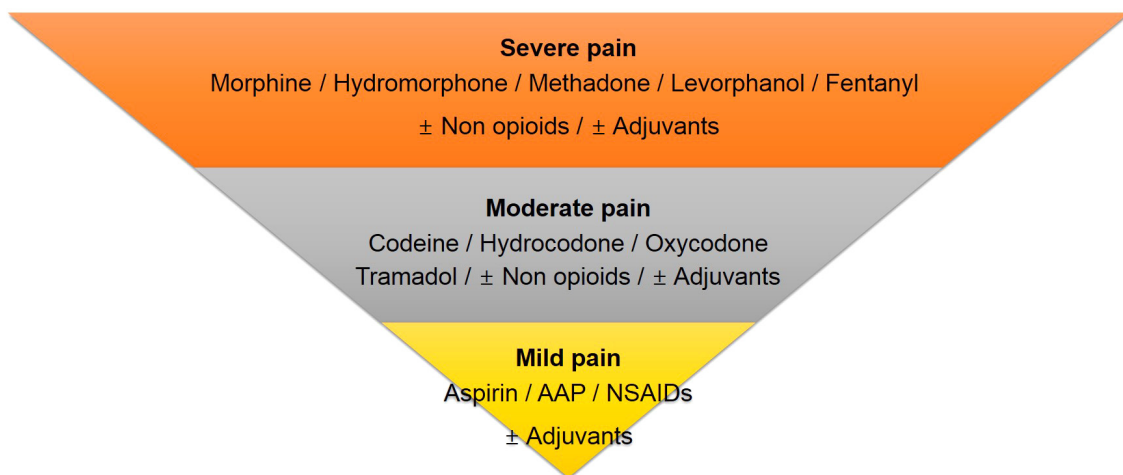 Severe pain
Morphine / Hydromorphone / Methadone / Levorphanol / Fentanyl
± Non opioids / ± Adjuvants
Moderate pain
Codeine / Hydrocodone / Oxycodone
Tramadol / ± Non opioids / ± Adjuvants
Mild pain
Aspirin / AAP / NSAIDs
± Adjuvants